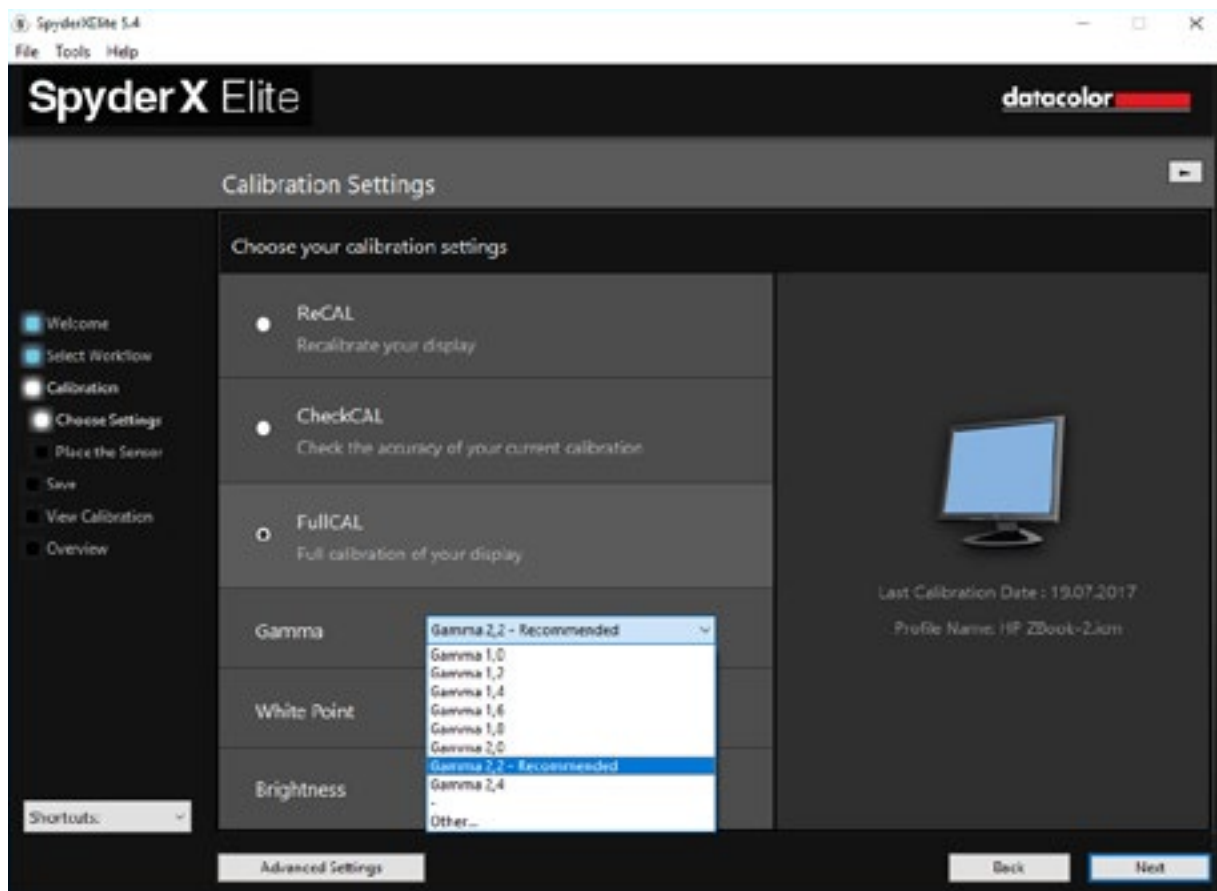 SpyderXElite 5.4
File Tools Help
SpyderX Elite
datacolor
Calibration Settings
Choose your calibration settings
Welcome
Select Workflow
Calibration
Choose Settings
Place the Sensor
Save
View Calibration
Overview
Shortcuts:
ReCAL
Recalibrate your display
CheckCAL
Check the accuracy of your current calibration
FullCAL
Full calibration of your display
Gamma
Gamma 2,2 - Recommended
Gamma 1,0
Gamma 1,2
Gamma 1,4
Gamma 1,6
Gamma 1,8
Gamma 2,0
Gamma 2,2 - Recommended
Gamma 2,4
-
Other...
White Point
Brightness
Last Calibration Date : 19.07.2017
Profile Name: HP ZBook-2.icm
Advanced Settings
Back
Next